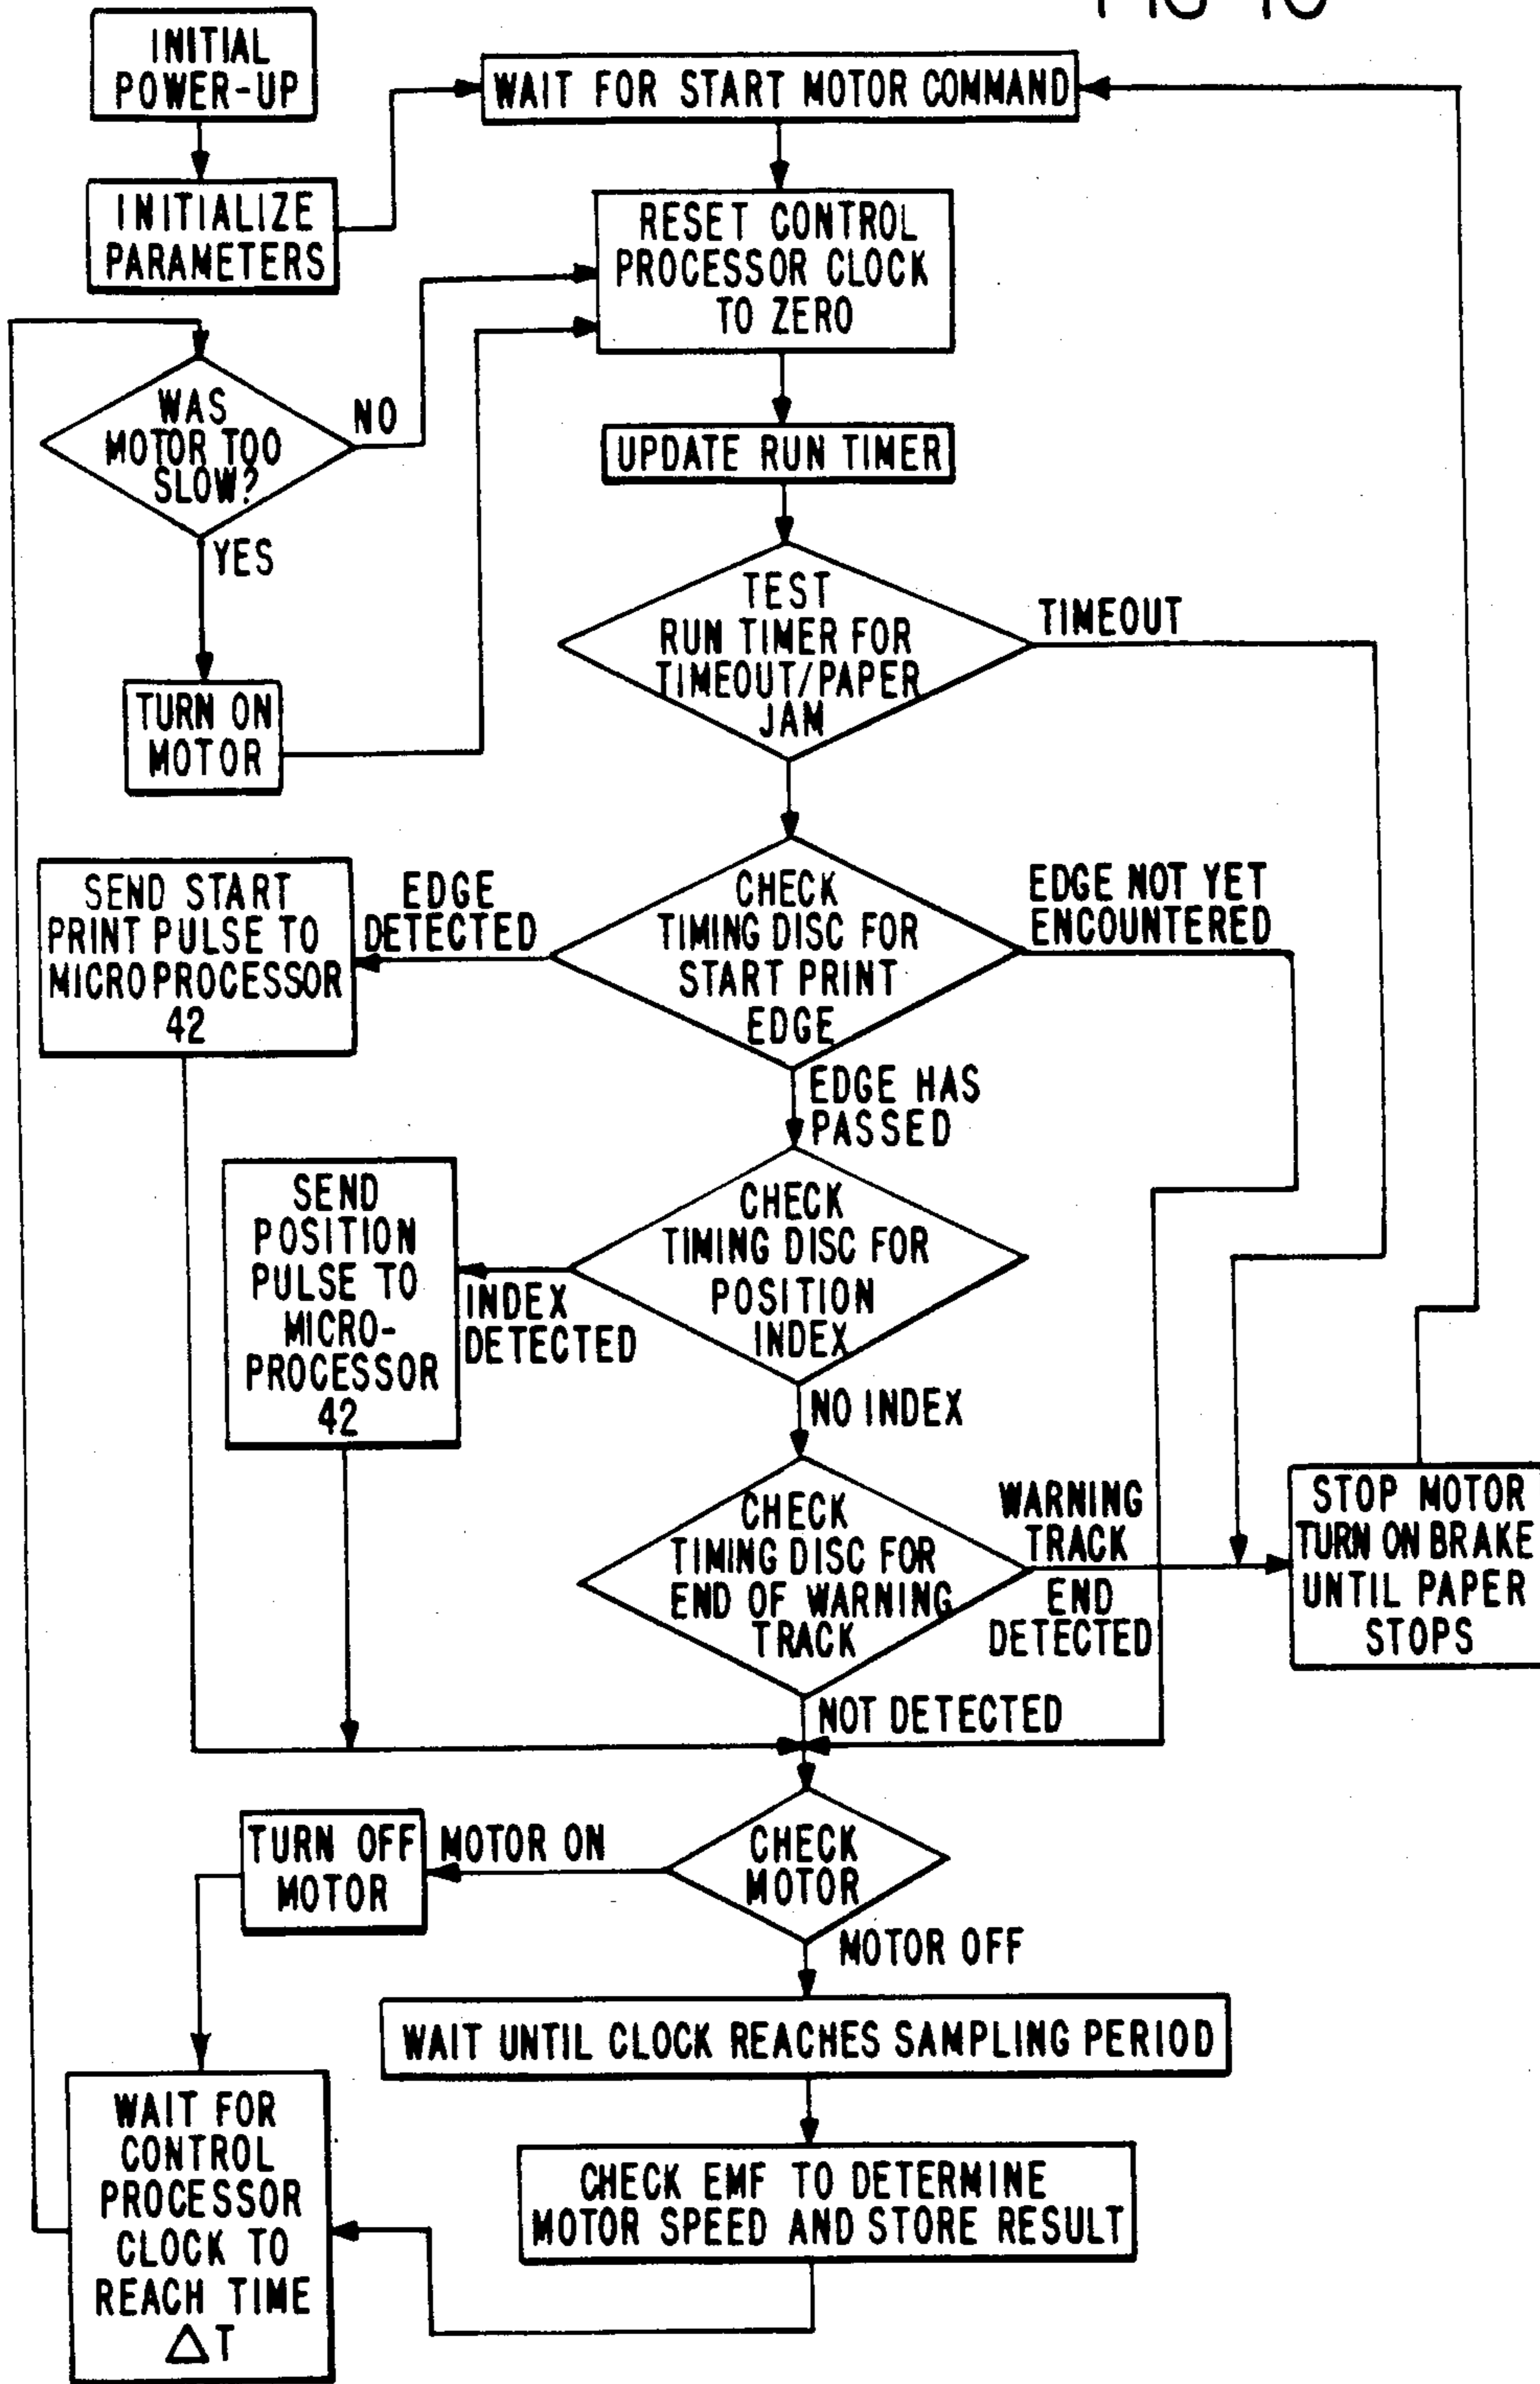 FIG 10
INITIAL
POWER-UP
WAIT FOR START MOTOR COMMAND
INITIALIZE
PARAMETERS
RESET CONTROL
PROCESSOR CLOCK
TO ZERO
WAS
MOTOR TOO
SLOW?
NO
YES
UPDATE RUN TIMER
TEST
RUN TIMER FOR
TIMEOUT/PAPER
JAM
TIMEOUT
TURN ON
MOTOR
SEND START
PRINT PULSE TO
MICROPROCESSOR
42
EDGE
DETECTED
CHECK
TIMING DISC FOR
START PRINT
EDGE
EDGE NOT YET
ENCOUNTERED
EDGE HAS
PASSED
SEND
POSITION
PULSE TO
MICRO-
PROCESSOR
42
INDEX
DETECTED
CHECK
TIMING DISC FOR
POSITION
INDEX
NO INDEX
CHECK
TIMING DISC FOR
END OF WARNING
TRACK
WARNING
TRACK
END
DETECTED
STOP MOTOR
TURN ON BRAKE
UNTIL PAPER
STOPS
NOT DETECTED
TURN OFF
MOTOR
MOTOR ON
CHECK
MOTOR
MOTOR OFF
WAIT UNTIL CLOCK REACHES SAMPLING PERIOD
WAIT FOR
CONTROL
PROCESSOR
CLOCK TO
REACH TIME
△T
CHECK EMF TO DETERMINE
MOTOR SPEED AND STORE RESULT